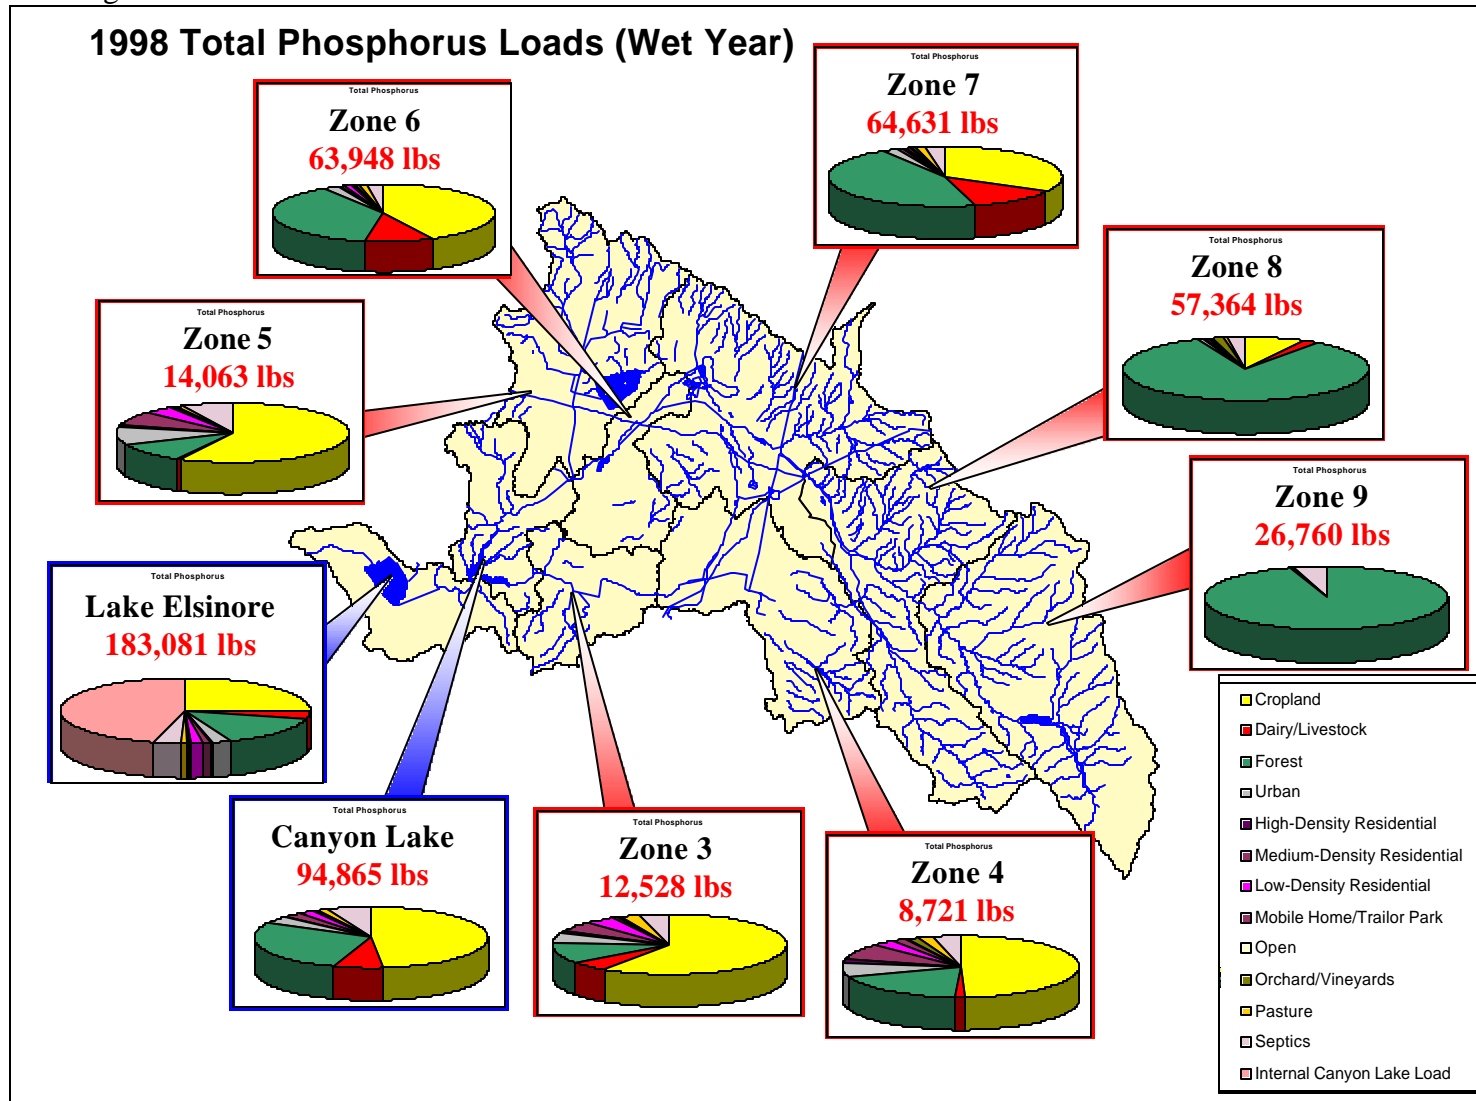 1998 Total Phosphorus Loads (Wet Year)
Total Phosphorus
Zone 6
63,948 lbs
Total Phosphorus
Zone 7
64,631 lbs
Total Phosphorus
Zone 8
57,364 lbs
Total Phosphorus
Zone 5
14,063 lbs
Total Phosphorus
Zone 9
26,760 lbs
Total Phosphorus
Lake Elsinore
183,081 lbs
Total Phosphorus
Canyon Lake
94,865 lbs
Total Phosphorus
Zone 3
12,528 lbs
Total Phosphorus
Zone 4
8,721 lbs
Cropland
Dairy/Livestock
Forest
Urban
High-Density Residential
Medium-Density Residential
Low-Density Residential
Mobile Home/Trailor Park
Open
Orchard/Vineyards
Pasture
Septics
Internal Canyon Lake Load